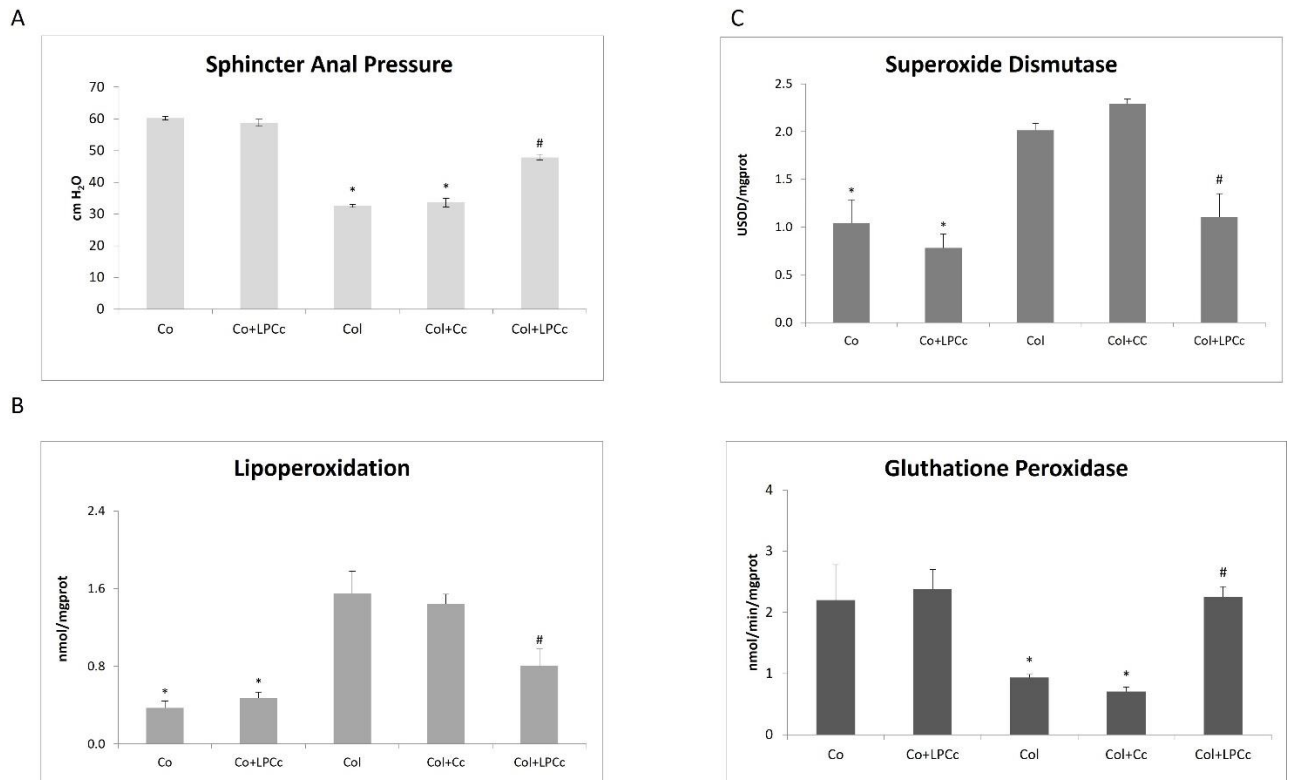 A
Sphincter Anal Pressure
70
60
50
40
30
20
10
0
cm H₂O
*
*
#
Co Co+LPCc Col Col+Cc Col+LPCc
B
Lipoperoxidation
2.4
1.6
0.8
0.0
nmol/mgprot
*
*
#
Co Co+LPCc Col Col+Cc Col+LPCc
C
Superoxide Dismutase
2.5
2.0
1.5
1.0
0.5
0.0
USOD/mgprot
*
*
#
Co Co+LPCc Col Col+CC Col+LPCc
Gluthatione Peroxidase
4
3
2
1
0
nmol/min/mgprot
*
*
#
Co Co+LPCc Col Col+Cc Col+LPCc